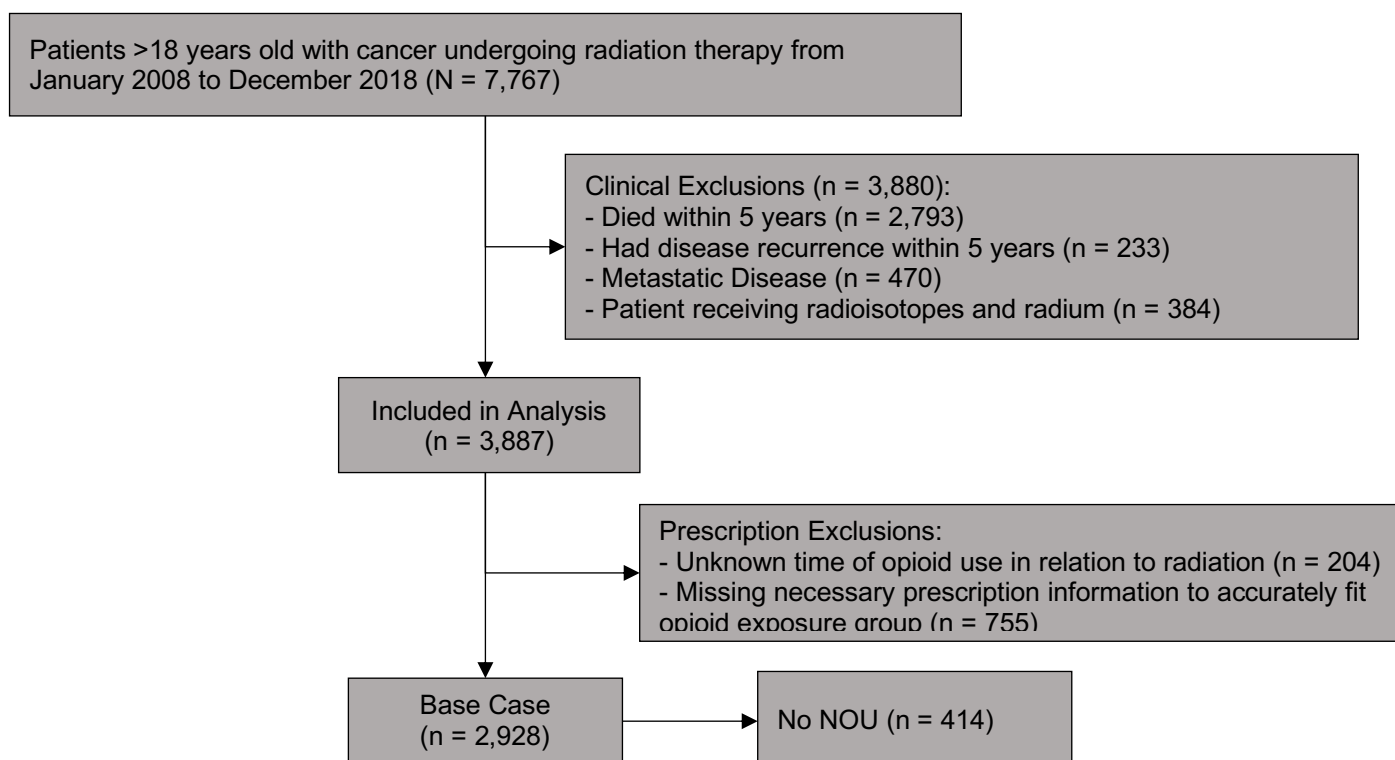 Patients >18 years old with cancer undergoing radiation therapy from
January 2008 to December 2018 (N = 7,767)
Clinical Exclusions (n = 3,880):
- Died within 5 years (n = 2,793)
- Had disease recurrence within 5 years (n = 233)
- Metastatic Disease (n = 470)
- Patient receiving radioisotopes and radium (n = 384)
Included in Analysis
(n = 3,887)
Prescription Exclusions:
- Unknown time of opioid use in relation to radiation (n = 204)
- Missing necessary prescription information to accurately fit
opioid exposure group (n = 755)
Base Case
(n = 2,928)
No NOU (n = 414)